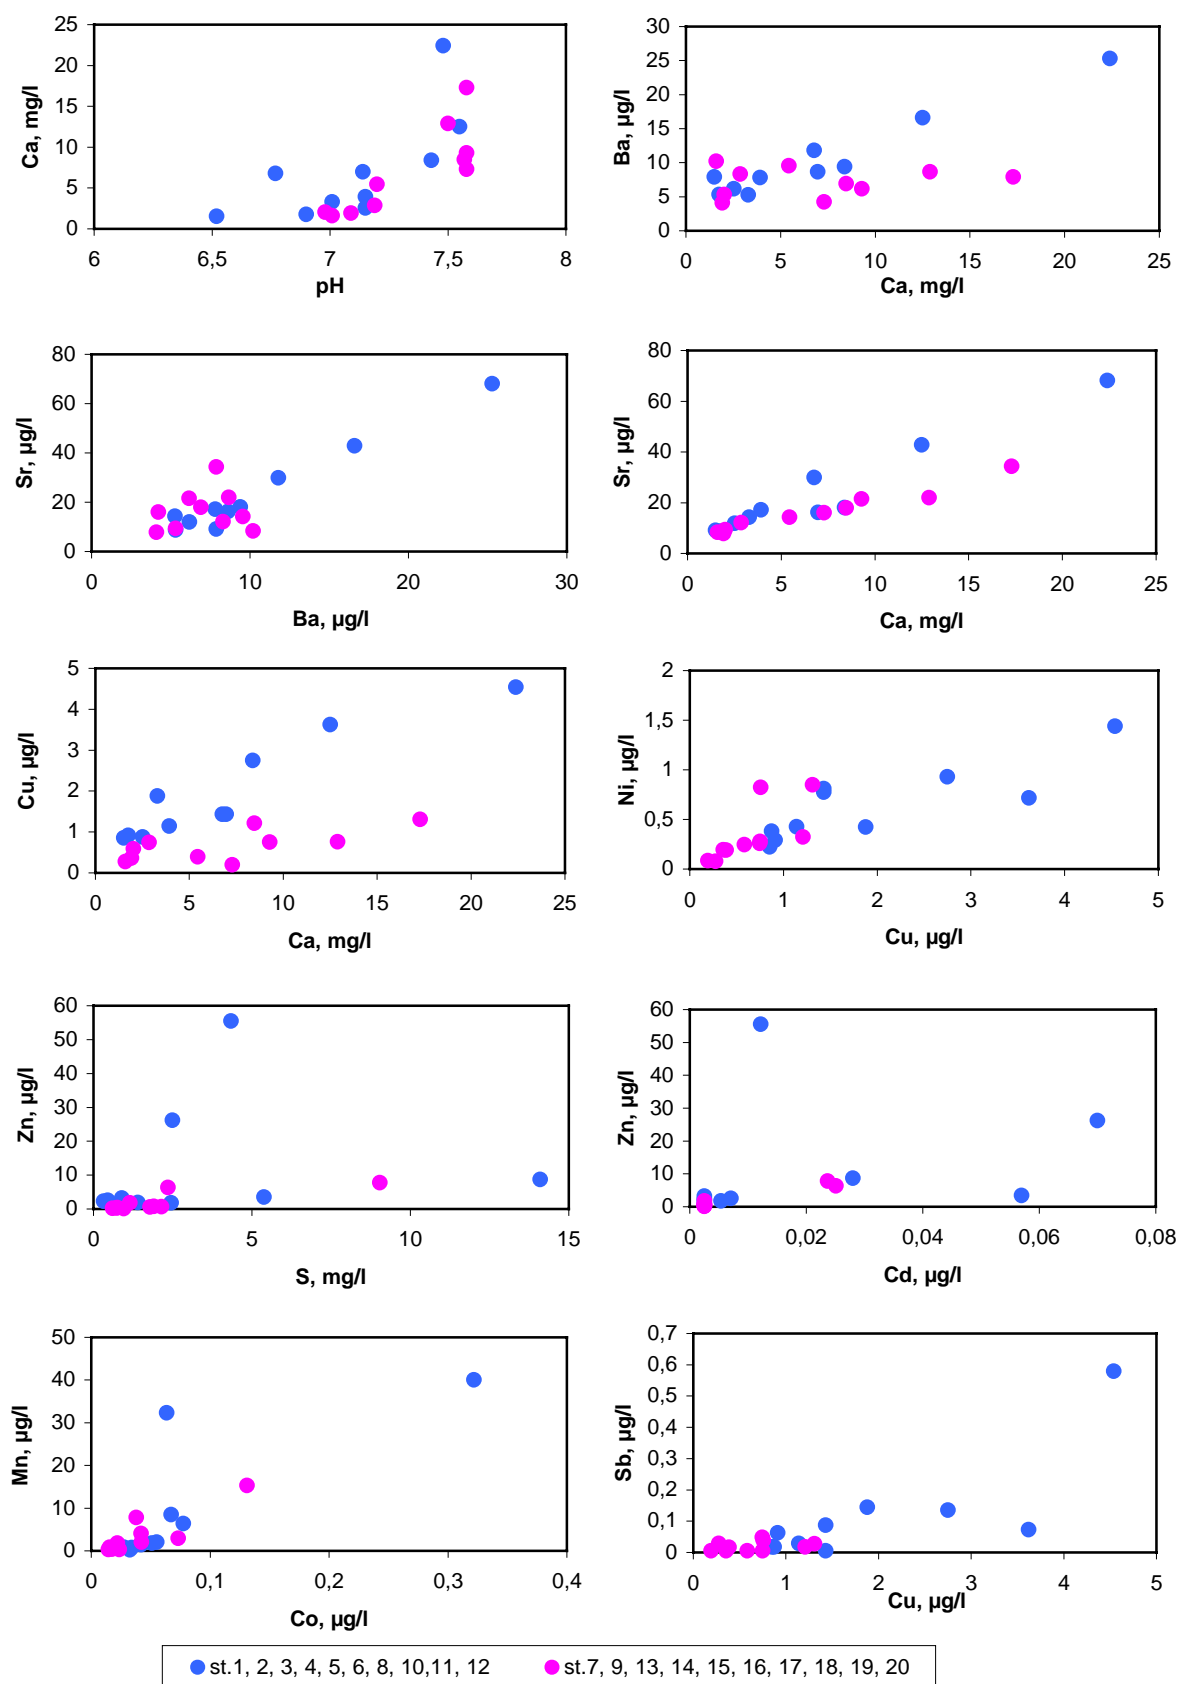 25
20
15
10
5
0
Ca, mg/l
6 6,5 7 7,5 8
pH
30
25
20
15
10
5
0
Ba, µg/l
0 5 10 15 20 25
Ca, mg/l
80
60
40
20
0
Sr, µg/l
0 10 20 30
Ba, µg/l
80
60
40
20
0
Sr, µg/l
0 5 10 15 20 25
Ca, mg/l
5
4
3
2
1
0
Cu, µg/l
0 5 10 15 20 25
Ca, mg/l
2
1,5
1
0,5
0
Ni, µg/l
0 1 2 3 4 5
Cu, µg/l
60
50
40
30
20
10
0
Zn, µg/l
0 5 10 15
S, mg/l
60
50
40
30
20
10
0
Zn, µg/l
0 0,02 0,04 0,06 0,08
Cd, µg/l
50
40
30
20
10
0
Mn, µg/l
0 0,1 0,2 0,3 0,4
Co, µg/l
0,7
0,6
0,5
0,4
0,3
0,2
0,1
0
Sb, µg/l
0 1 2 3 4 5
Cu, µg/l
st.1, 2, 3, 4, 5, 6, 8, 10,11, 12 st.7, 9, 13, 14, 15, 16, 17, 18, 19, 20